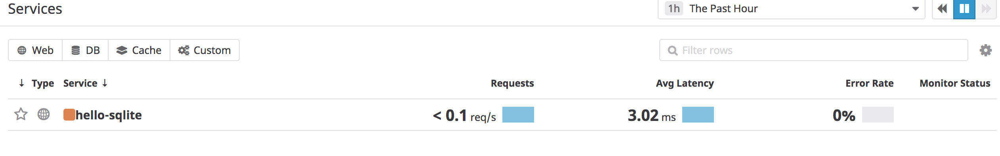 Services
1h The Past Hour
Web DB Cache Custom
Filter rows
↓ Type Service ↓ Requests Avg Latency Error Rate Monitor Status
hello-sqlite < 0.1 req/s 3.02 ms 0%